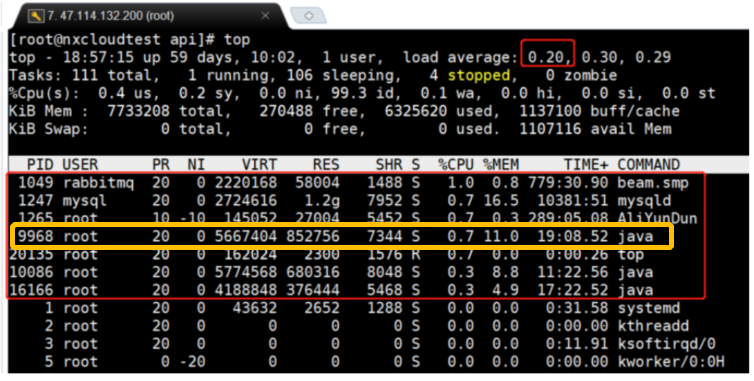 7. 47.114.132.200 (root)
[root@nxcloudtest api]# top
top - 18:57:15 up 59 days, 10:02, 1 user, load average: 0.20, 0.30, 0.29
Tasks: 111 total, 1 running, 106 sleeping, 4 stopped, 0 zombie
%Cpu(s): 0.4 us, 0.2 sy, 0.0 ni, 99.3 id, 0.1 wa, 0.0 hi, 0.0 si, 0.0 st
KiB Mem : 7733208 total, 270488 free, 6325620 used, 1137100 buff/cache
KiB Swap: 0 total, 0 free, 0 used. 1107116 avail Mem
PID USER PR NI VIRT RES SHR S %CPU %MEM TIME+ COMMAND
1049 rabbitmq 20 0 2220168 58004 1488 S 1.0 0.8 779:30.90 beam.smp
1247 mysql 20 0 2724616 1.2g 7952 S 0.7 16.5 10381:51 mysqld
1265 root 10 -10 145052 27004 5452 S 0.7 0.3 289:05.08 AliYunDun
9968 root 20 0 5667404 852756 7344 S 0.7 11.0 19:08.52 java
20135 root 20 0 162024 2300 1576 R 0.7 0.0 0:00.26 top
10086 root 20 0 5774568 680316 8048 S 0.3 8.8 11:22.56 java
16166 root 20 0 4188848 376444 5468 S 0.3 4.9 17:22.52 java
1 root 20 0 43632 2652 1288 S 0.0 0.0 0:31.58 systemd
2 root 20 0 0 0 0 S 0.0 0.0 0:00.00 kthreadd
3 root 20 0 0 0 0 S 0.0 0.0 0:11.91 ksoftirqd/0
5 root 0 -20 0 0 0 S 0.0 0.0 0:00.00 kworker/0:0H